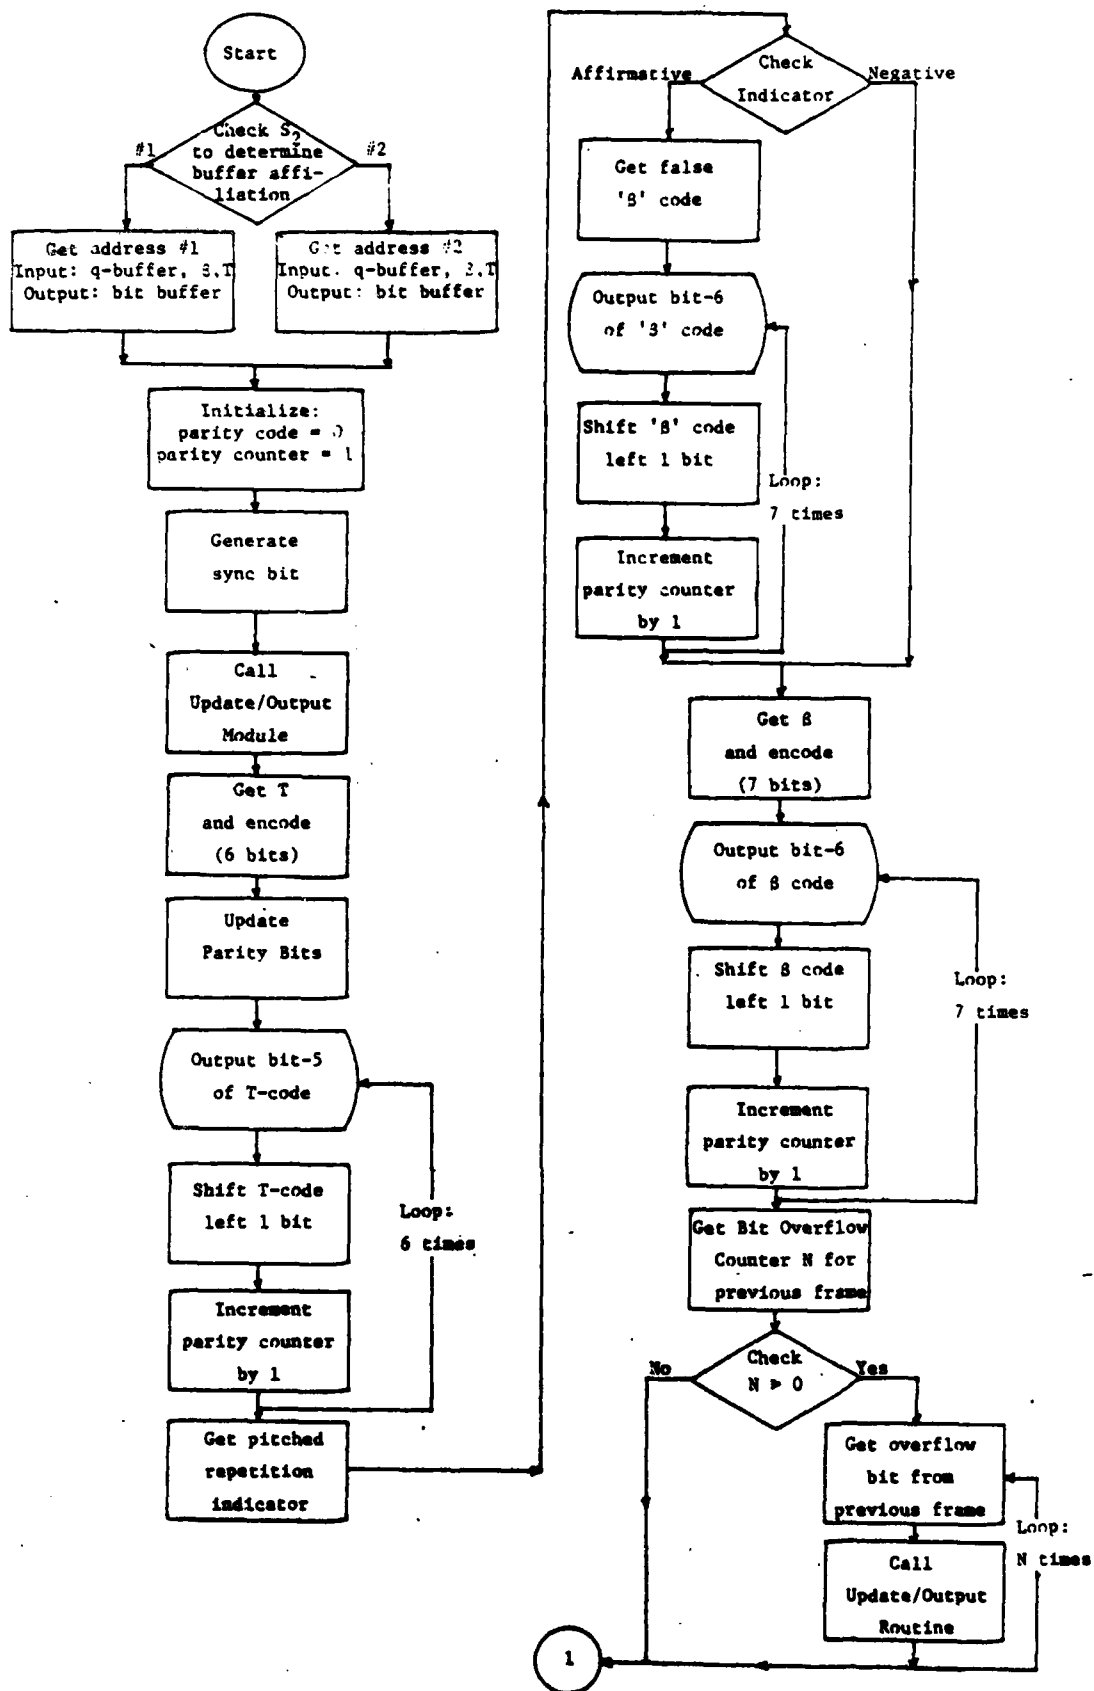 Start
Check S2
to determine
buffer affi-
liation
#1
#2
Get address #1
Input: q-buffer, β,T
Output: bit buffer
Get address #2
Input. q-buffer, β,T
Output: bit buffer
Initialize:
parity code = 0
parity counter = 1
Generate
sync bit
Call
Update/Output
Module
Get T
and encode
(6 bits)
Update
Parity Bits
Output bit-5
of T-code
Shift T-code
left 1 bit
Loop:
6 times
Increment
parity counter
by 1
Get pitched
repetition
indicator
Check
Indicator
Affirmative
Negative
Get false
'β' code
Output bit-6
of 'β' code
Shift 'β' code
left 1 bit
Loop:
7 times
Increment
parity counter
by 1
Get β
and encode
(7 bits)
Output bit-6
of β code
Shift β code
left 1 bit
Loop:
7 times
Increment
parity counter
by 1
Get Bit Overflow
Counter N for
previous frame
Check
N > 0
No
Yes
Get overflow
bit from
previous frame
Loop:
N times
Call
Update/Output
Routine
1